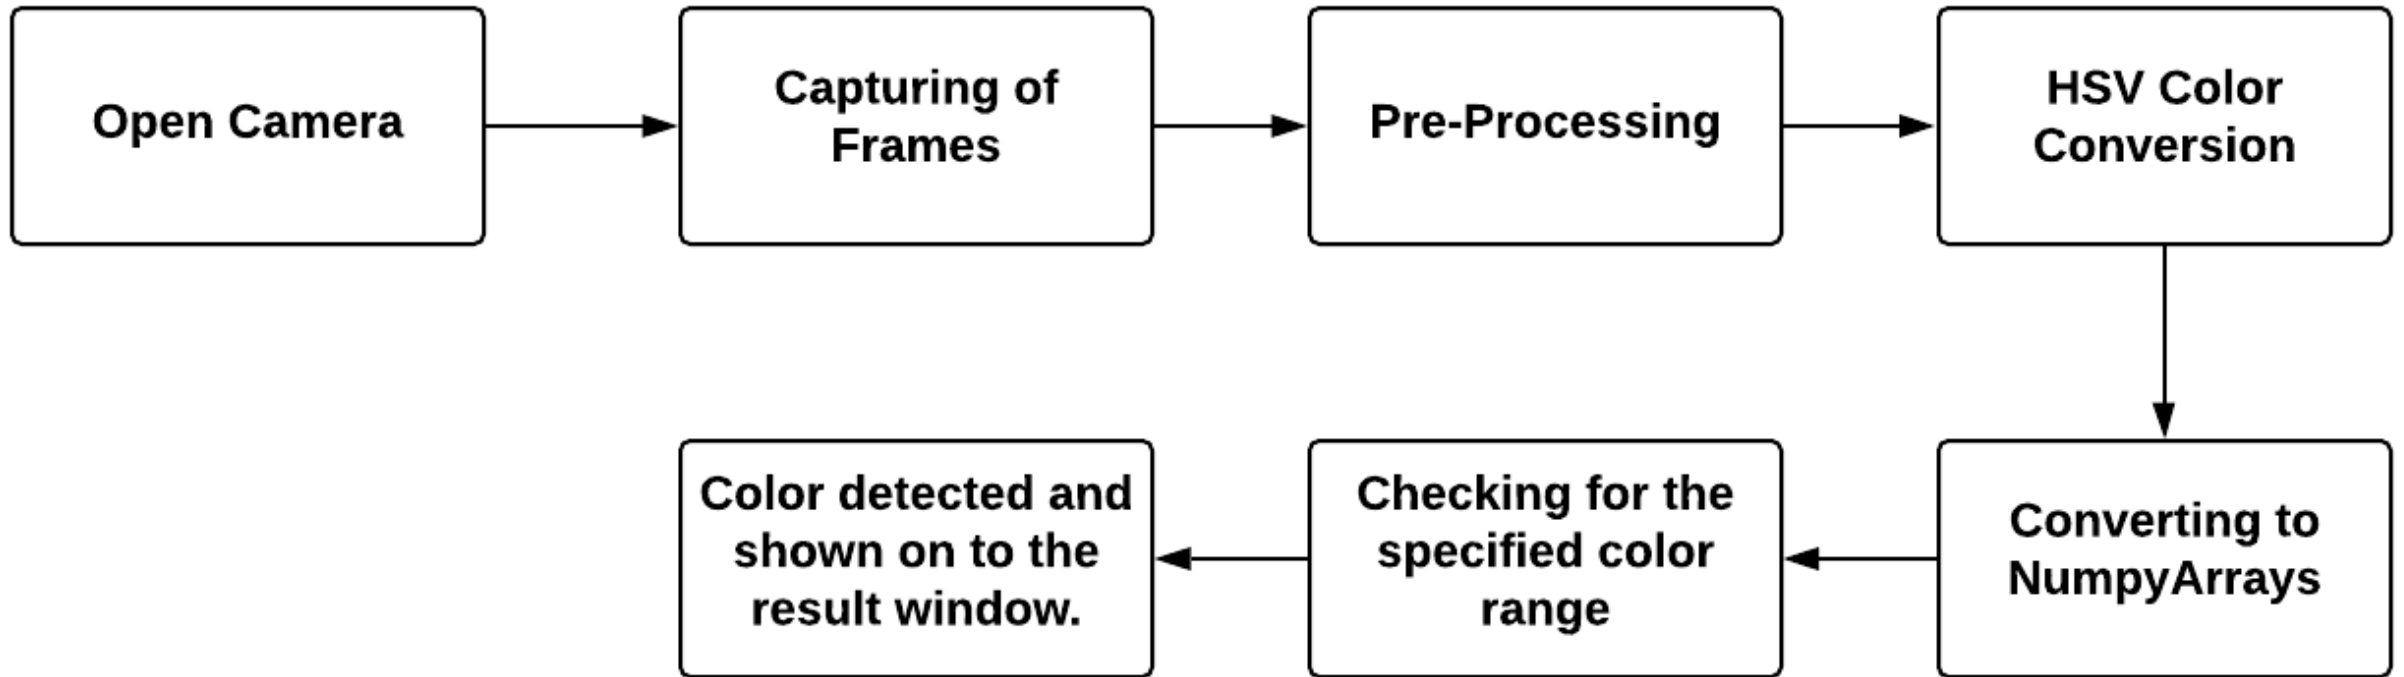 Open Camera
Capturing of
Frames
Pre-Processing
HSV Color
Conversion
Converting to
NumpyArrays
Checking for the
specified color
range
Color detected and
shown on to the
result window.